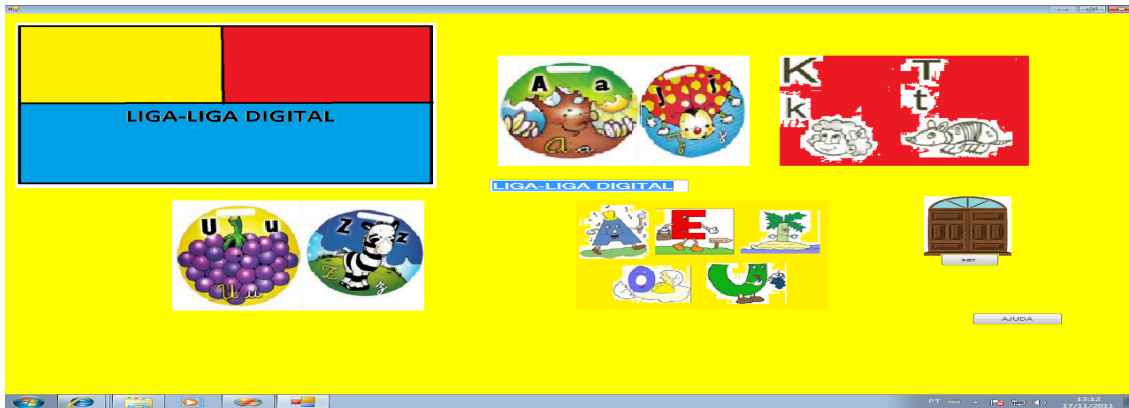 LIGA-LIGA DIGITAL
A a
A a
J j
J j
K
k
T
t
LIGA-LIGA DIGITAL
U u
U u
Z z
Z z
A E
O U
sair
AJUDA
PT
13:12
17/11/2011